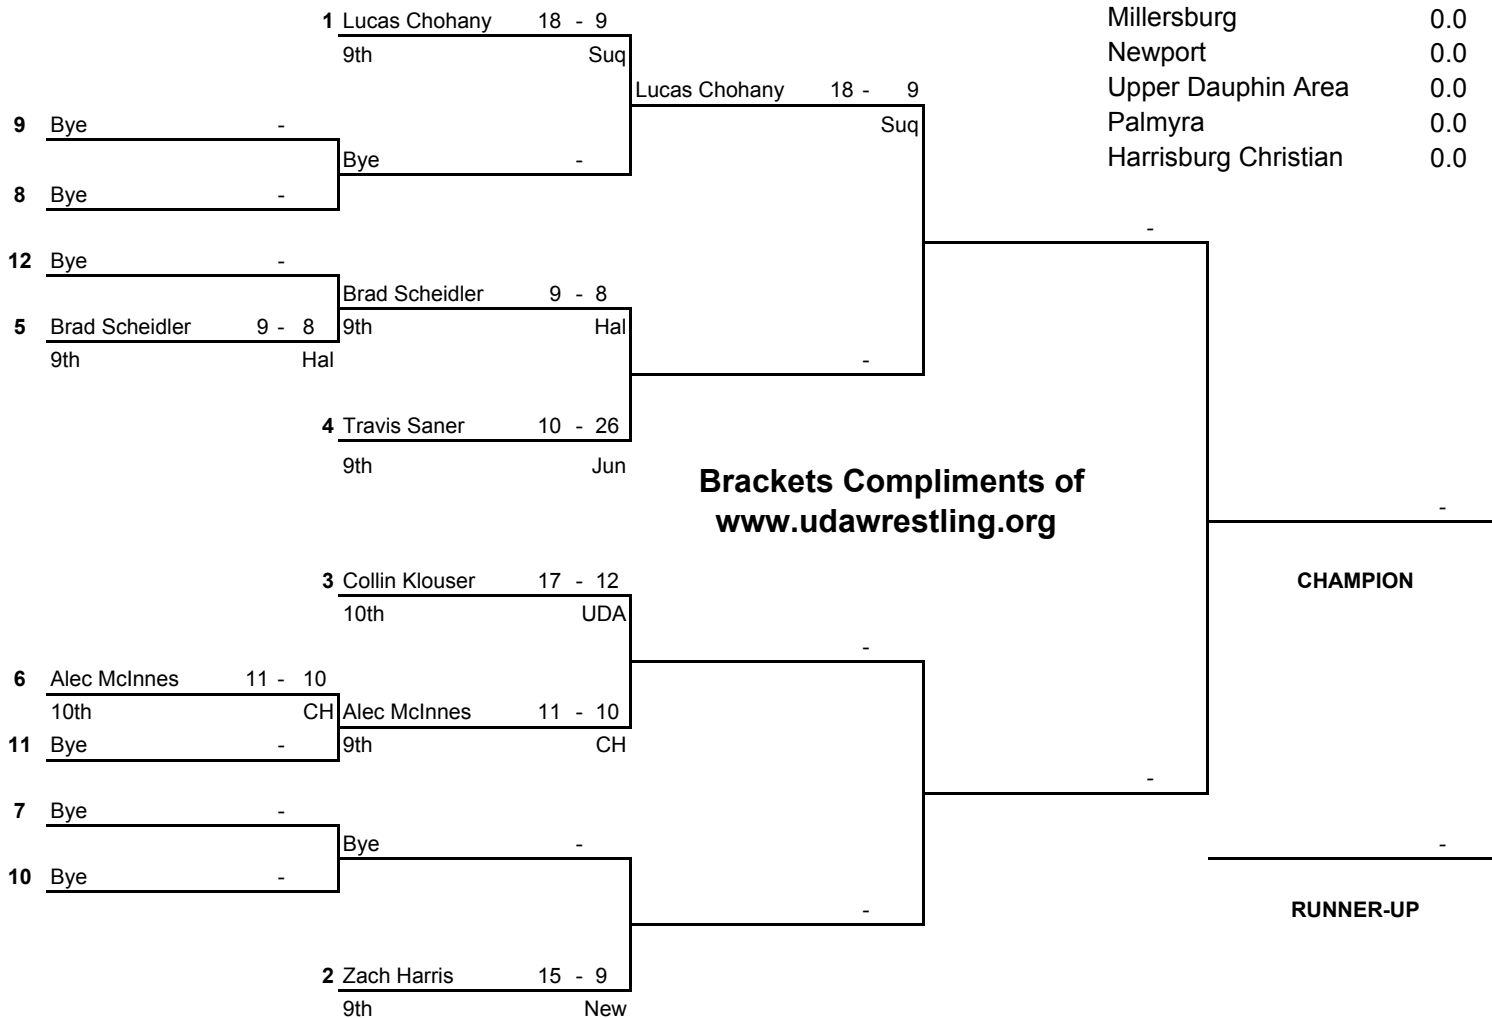 1 Lucas Chohany 18 - 9
9th Suq
Millersburg 0.0
Newport 0.0
Upper Dauphin Area 0.0
Palmyra 0.0
Harrisburg Christian 0.0
Lucas Chohany 18 - 9
Suq
9 Bye -
Bye -
8 Bye -
-
12 Bye -
Brad Scheidler 9 - 8
5 Brad Scheidler 9 - 8 9th Hal
9th Hal
-
4 Travis Saner 10 - 26
9th Jun
Brackets Compliments of
www.udawrestling.org
-
3 Collin Klouser 17 - 12
CHAMPION
10th UDA
-
6 Alec McInnes 11 - 10
10th CH Alec McInnes 11 - 10
11 Bye - 9th CH
-
7 Bye -
Bye -
-
10 Bye -
-
RUNNER-UP
2 Zach Harris 15 - 9
9th New